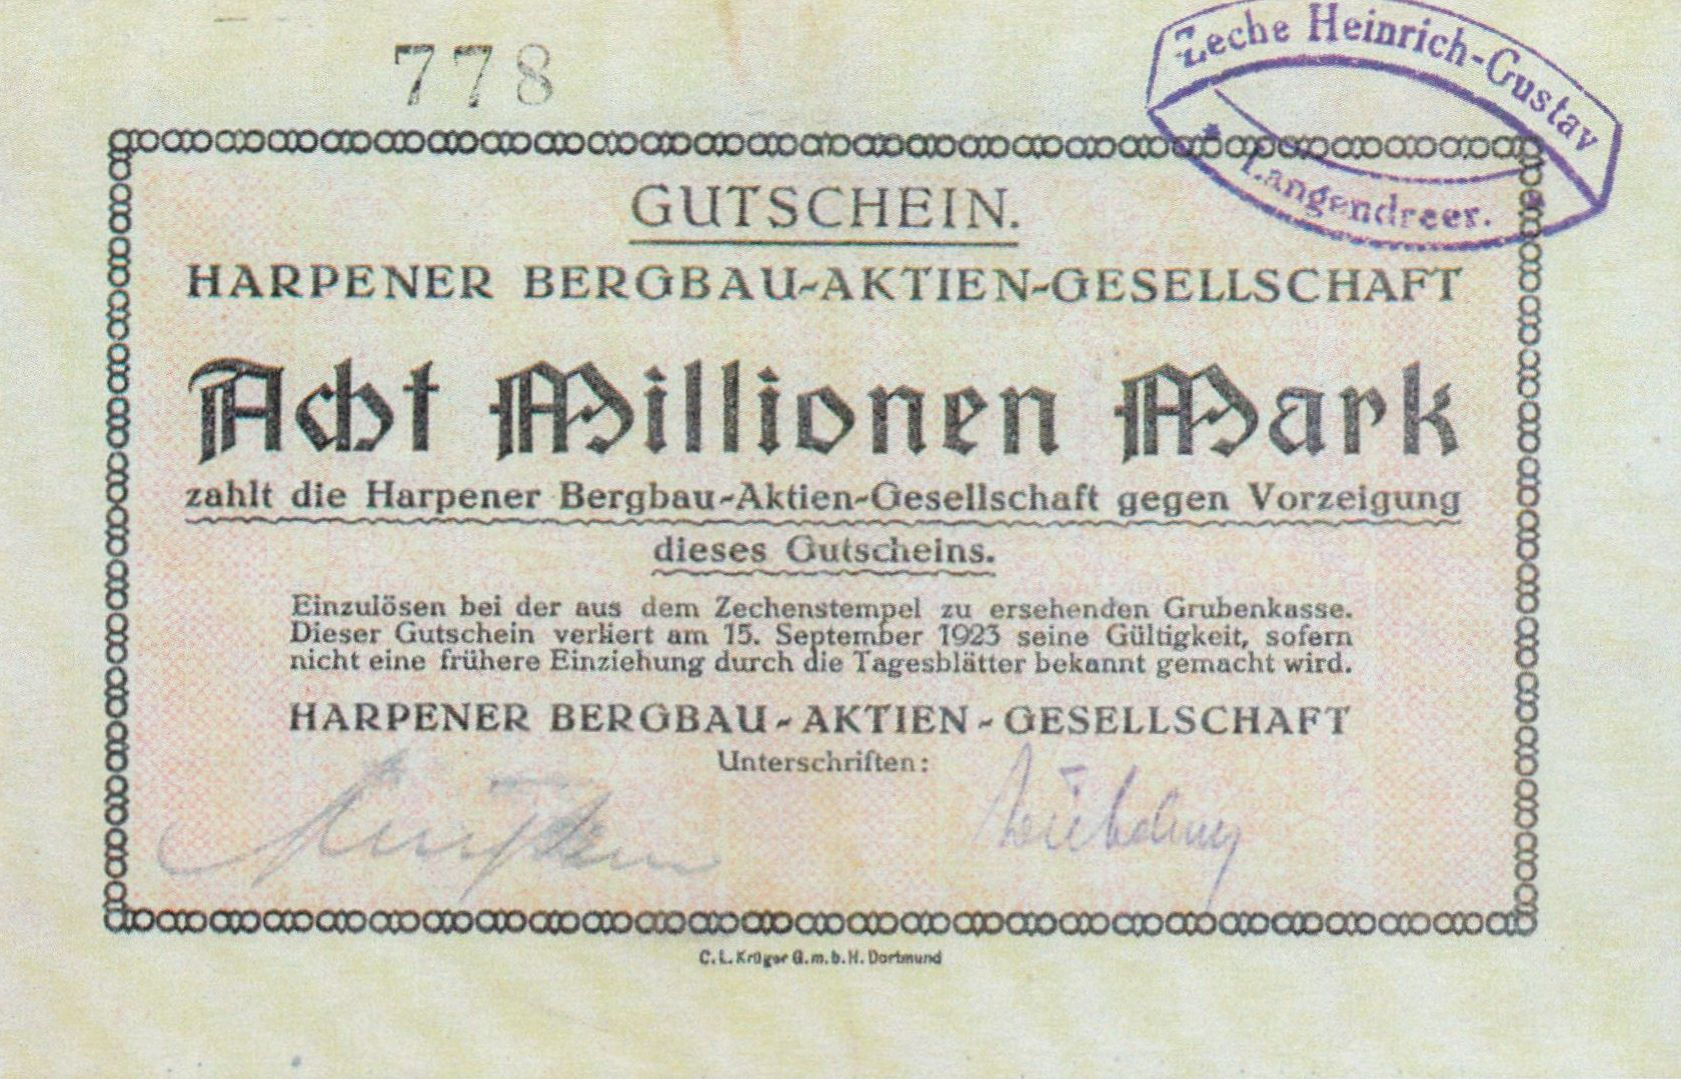 778
Zeche Heinrich-Gustav
Langendreer.
GUTSCHEIN.
HARPENER BERGBAU-AKTIEN-GESELLSCHAFT
Acht Millionen Mark
zahlt die Harpener Bergbau-Aktien-Gesellschaft gegen Vorzeigung
dieses Gutscheins.
Einzulösen bei der aus dem Zechenstempel zu ersehenden Grubenkasse.
Dieser Gutschein verliert am 15. September 1923 seine Gültigkeit, sofern
nicht eine frühere Einziehung durch die Tagesblätter bekannt gemacht wird.
HARPENER BERGBAU-AKTIEN-GESELLSCHAFT
Unterschriften:
C. L. Krüger G.m.b.H. Dortmund